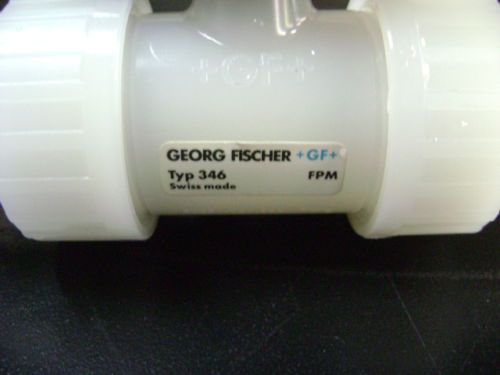 +GF+
GEORG FISCHER +GF+
Typ 346 FPM
Swiss made